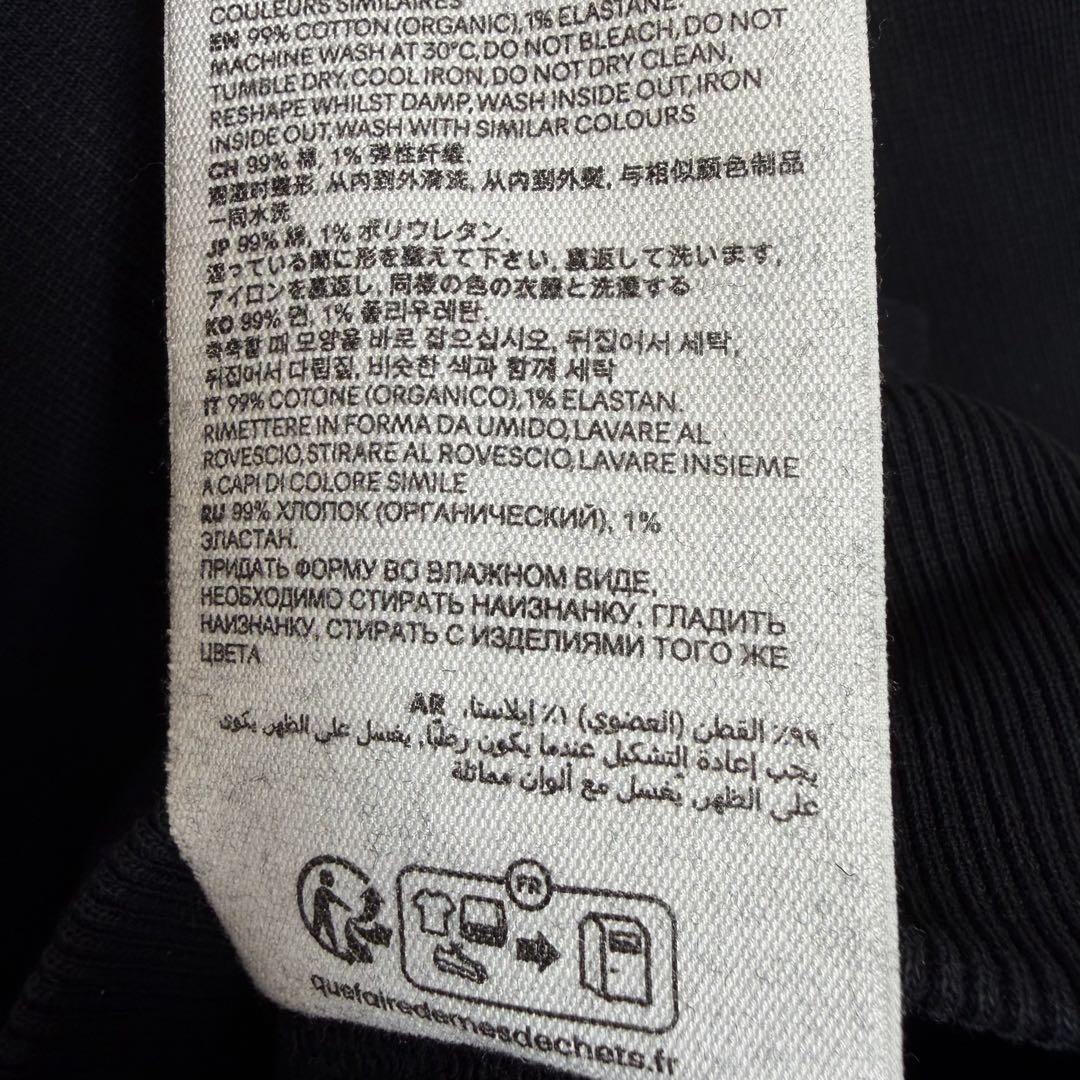 COULEURS SIMILAIRES
EN 99% COTTON (ORGANIC), 1% ELASTANE.
MACHINE WASH AT 30°C, DO NOT BLEACH, DO NOT
TUMBLE DRY, COOL IRON, DO NOT DRY CLEAN,
RESHAPE WHILST DAMP, WASH INSIDE OUT, IRON
INSIDE OUT, WASH WITH SIMILAR COLOURS
CH 99% 棉, 1% 弹性纤维.
潮湿时整形, 从内到外清洗, 从内到外熨, 与相似颜色制品
一同水洗
JP 99% 綿, 1% ポリウレタン.
湿っている間に形を整えて下さい, 裏返して洗います,
アイロンを裏返し, 同様の色の衣服と洗濯する
KO 99% 면, 1% 폴리우레탄.
축축할 때 모양을 바로 잡으십시오, 뒤집어서 세탁,
뒤집어서 다림질, 비슷한 색과 함께 세탁
IT 99% COTONE (ORGANICO), 1% ELASTAN.
RIMETTERE IN FORMA DA UMIDO, LAVARE AL
ROVESCIO, STIRARE AL ROVESCIO, LAVARE INSIEME
A CAPI DI COLORE SIMILE
RU 99% ХЛОПОК (ОРГАНИЧЕСКИЙ), 1%
ЭЛАСТАН.
ПРИДАТЬ ФОРМУ ВО ВЛАЖНОМ ВИДЕ,
НЕОБХОДИМО СТИРАТЬ НАИЗНАНКУ, ГЛАДИТЬ
НАИЗНАНКУ, СТИРАТЬ С ИЗДЕЛИЯМИ ТОГО ЖЕ
ЦВЕТА
٩٩٪ القطن (العضوي) ١٪ إيلاستا, AR
يجب إعادة التشكيل عندما يكون رطبًا, يغسل على الظهر يكوى
على الظهر, يغسل مع ألوان مماثلة
FR
quefairedemesdechets.fr